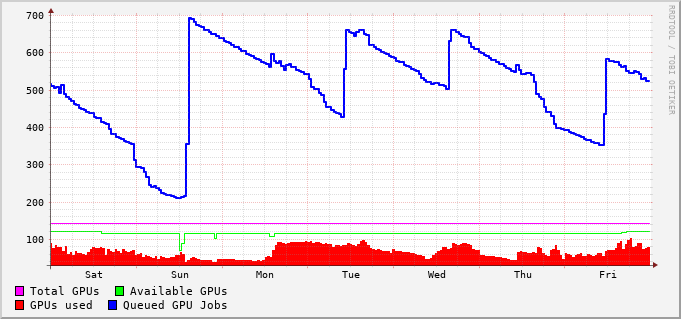 700
600
500
400
300
200
100
Sat Sun Mon Tue Wed Thu Fri
Total GPUs Available GPUs
GPUs used Queued GPU Jobs
RRDTOOL / TOBI OETIKER